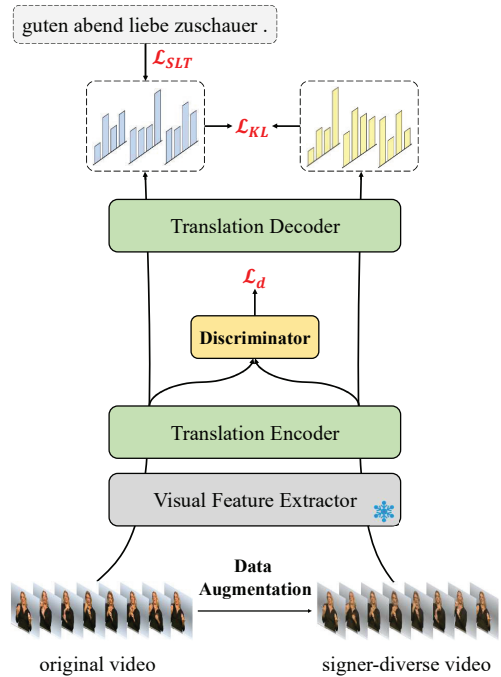 guten abend liebe zuschauer .
ℒ_SLT
ℒ_KL
Translation Decoder
ℒ_d
Discriminator
Translation Encoder
Visual Feature Extractor
Data
Augmentation
original video
signer-diverse video